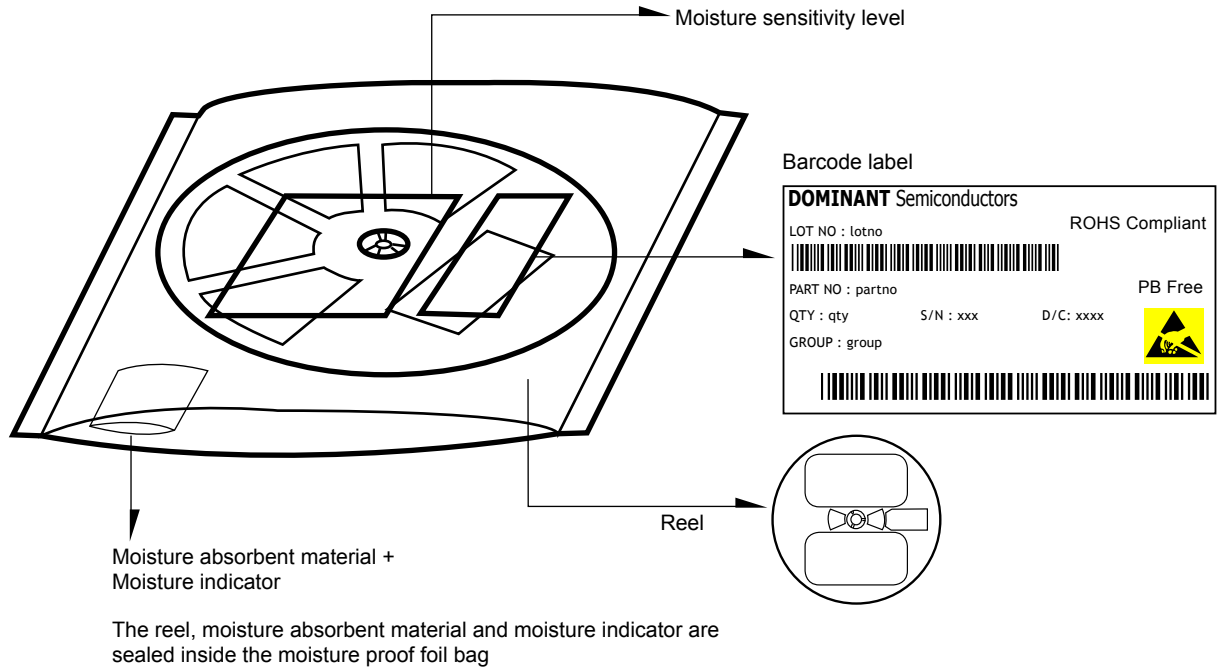 Moisture sensitivity level
Barcode label
DOMINANT Semiconductors
ROHS Compliant
LOT NO : lotno
PART NO : partno
PB Free
QTY : qty S/N : xxx D/C: xxxx
GROUP : group
Reel
Moisture absorbent material +
Moisture indicator
The reel, moisture absorbent material and moisture indicator are
sealed inside the moisture proof foil bag